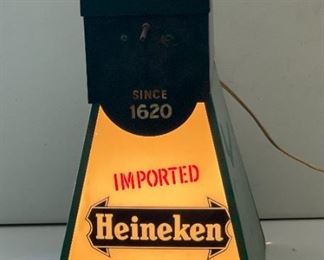 SINCE
1620
IMPORTED
Heineken